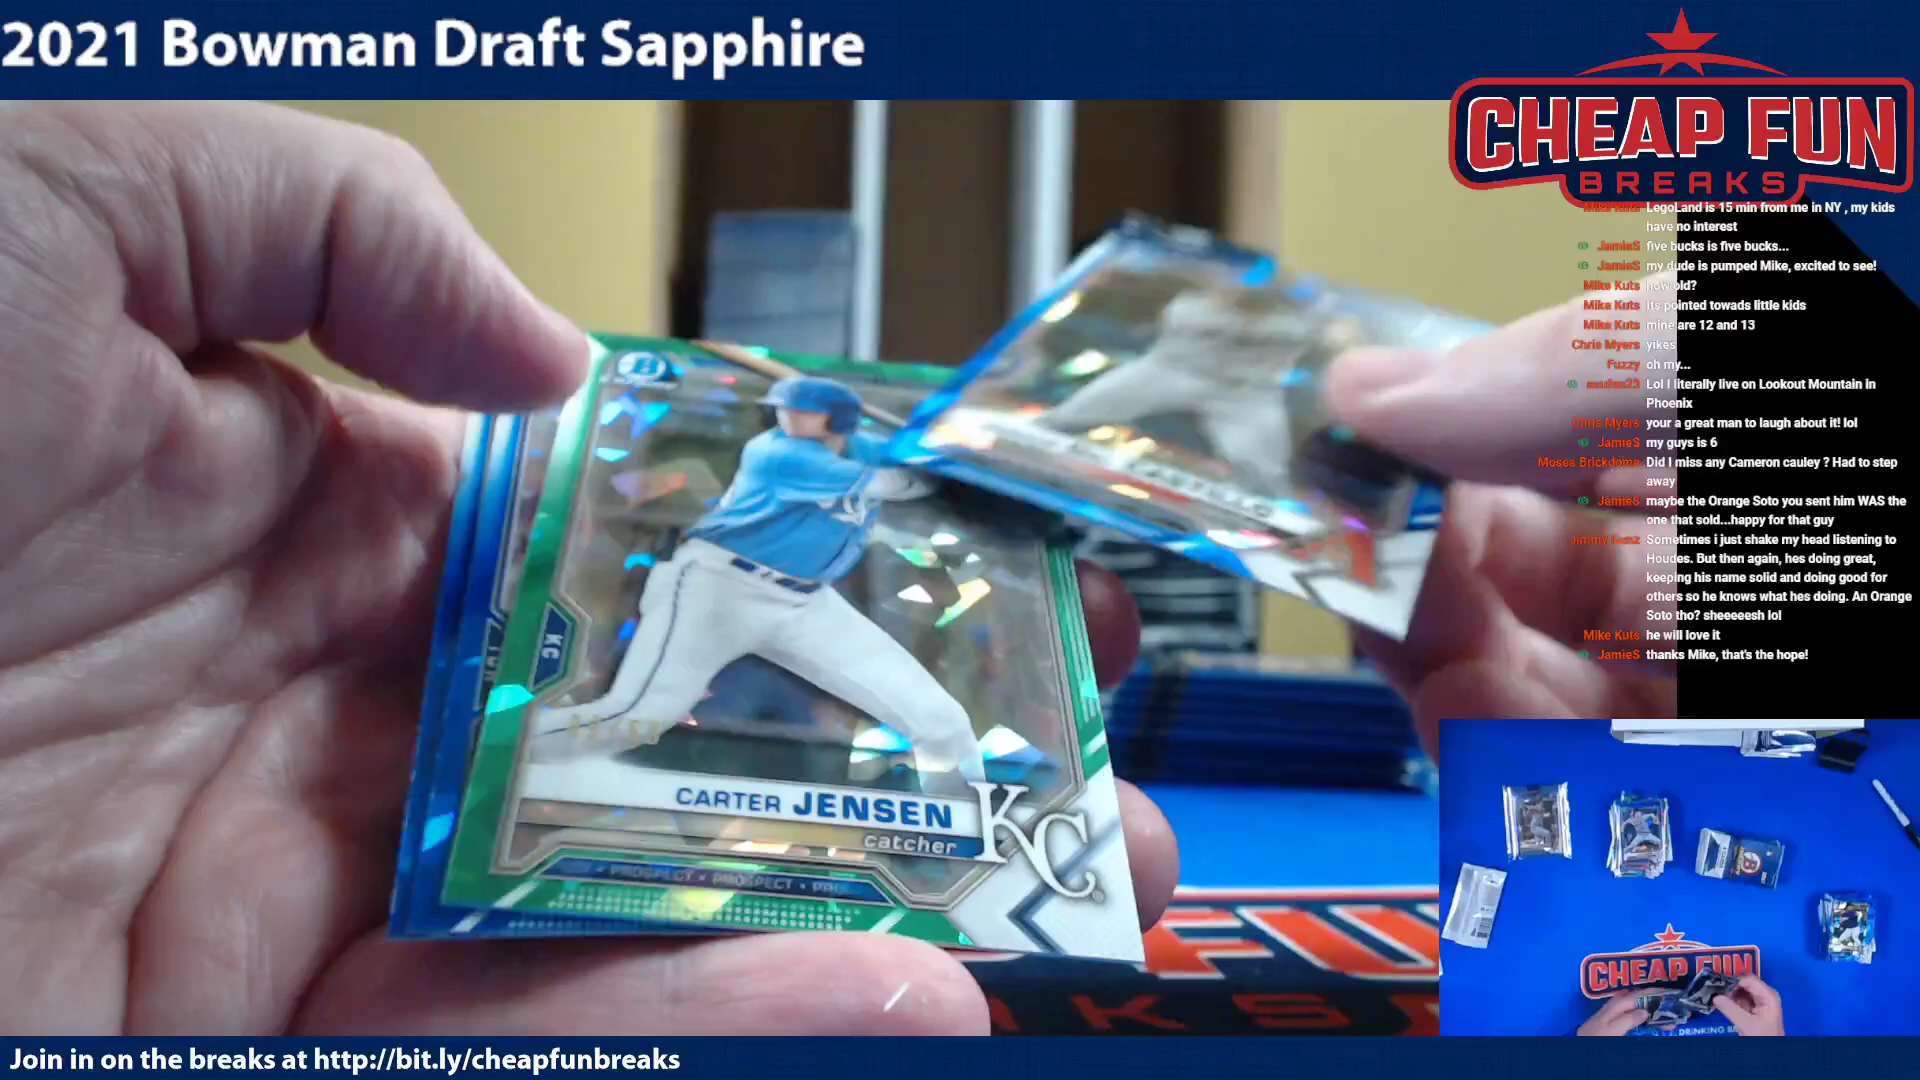 2021 Bowman Draft Sapphire
CHEAP FUN
BREAKS
Mike Kuts LegoLand is 15 min from me in NY , my kids
have no interest
JamieS five bucks is five bucks...
JamieS my dude is pumped Mike, excited to see!
Mike Kuts how old?
Mike Kuts Its pointed towads little kids
Mike Kuts mine are 12 and 13
Chris Myers yikes
Fuzzy oh my...
Lol I literally live on Lookout Mountain in
Phoenix
Chris Myers your a great man to laugh about it! lol
JamieS my guys is 6
Moses Brickdome Did I miss any Cameron cauley ? Had to step
away
JamieS maybe the Orange Soto you sent him WAS the
one that sold...happy for that guy
Sometimes i just shake my head listening to
Houdes. But then again, hes doing great,
keeping his name solid and doing good for
others so he knows what hes doing. An Orange
Soto tho? sheeeeesh lol
Mike Kuts he will love it
JamieS thanks Mike, that's the hope!
B
KC
CARTER JENSEN
catcher
KC
PROSPECT • PROSPECT
FU
CHEAP FUN
DRINKING
Join in on the breaks at http://bit.ly/cheapfunbreaks